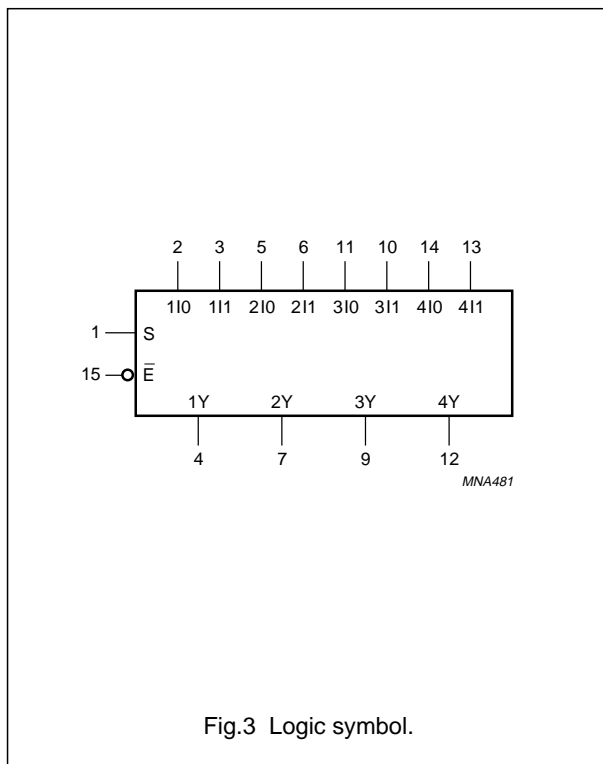 2 3 5 6 11 10 14 13
1I0 1I1 2I0 2I1 3I0 3I1 4I0 4I1
1 S
15 E̅
1Y 2Y 3Y 4Y
4 7 9 12
MNA481
Fig.3 Logic symbol.